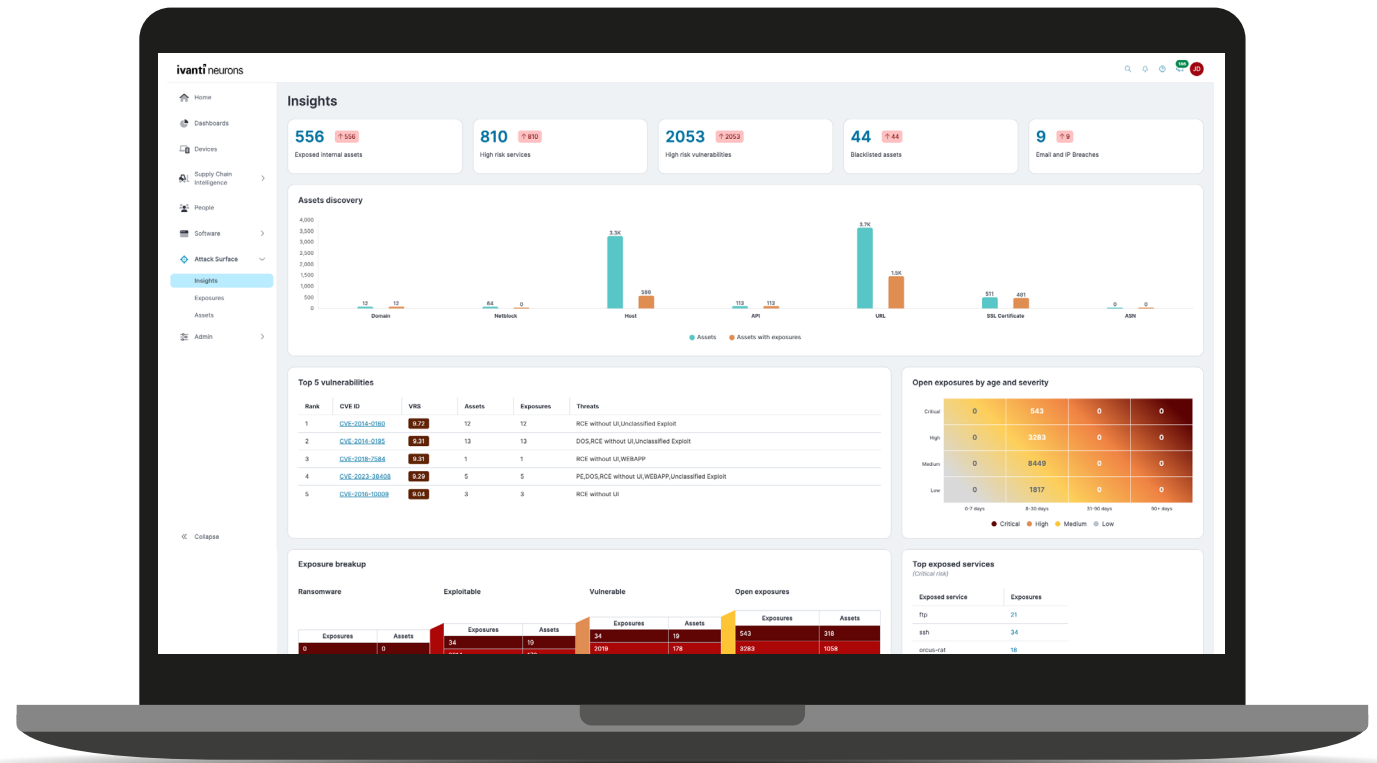 ivanti neurons
JD
Home
Dashboards
Devices
Supply Chain
Intelligence
People
Software
Attack Surface
Insights
Exposures
Assets
Admin
Collapse
Insights
556 ↑ 556
Exposed internal assets
810 ↑ 810
High risk services
2053 ↑ 2053
High risk vulnerabilities
44 ↑ 44
Blacklisted assets
9 ↑ 9
Email and IP Breaches
Assets discovery
4,000
3,500
3,000
2,500
2,000
1,500
1,000
500
0
12 12
64 0
3.3K
113 113
3.7K 1.5K
511 461
0 0
Domain Netblock Host API URL SSL Certificate ASN
Assets Assets with exposures
Top 5 vulnerabilities
Rank CVE ID VRS Assets Exposures Threats
1 CVE-2014-0160 9.72 12 12 RCE without UI,Unclassified Exploit
2 CVE-2014-0195 9.31 13 13 DOS,RCE without UI,Unclassified Exploit
3 CVE-2018-7584 9.31 1 1 RCE without UI,WEBAPP
4 CVE-2023-38408 9.29 5 5 PE,DOS,RCE without UI,WEBAPP,Unclassified Exploit
5 CVE-2016-10009 9.04 3 3 RCE without UI
Open exposures by age and severity
Critical 0 543 0 0
High 0 3283 0 0
Medium 0 8449 0 0
Low 0 1817 0 0
0-7 days 8-30 days 31-90 days 90+ days
Critical High Medium Low
Exposure breakup
Ransomware Exploitable Vulnerable Open exposures
Exposures Assets
0 0
Exposures Assets
34 19
Exposures Assets
34 19
2019 178
Exposures Assets
543 318
3283 1058
Top exposed services
(Critical risk)
Exposed service Exposures
ftp 21
ssh 34
orcus-rat 18